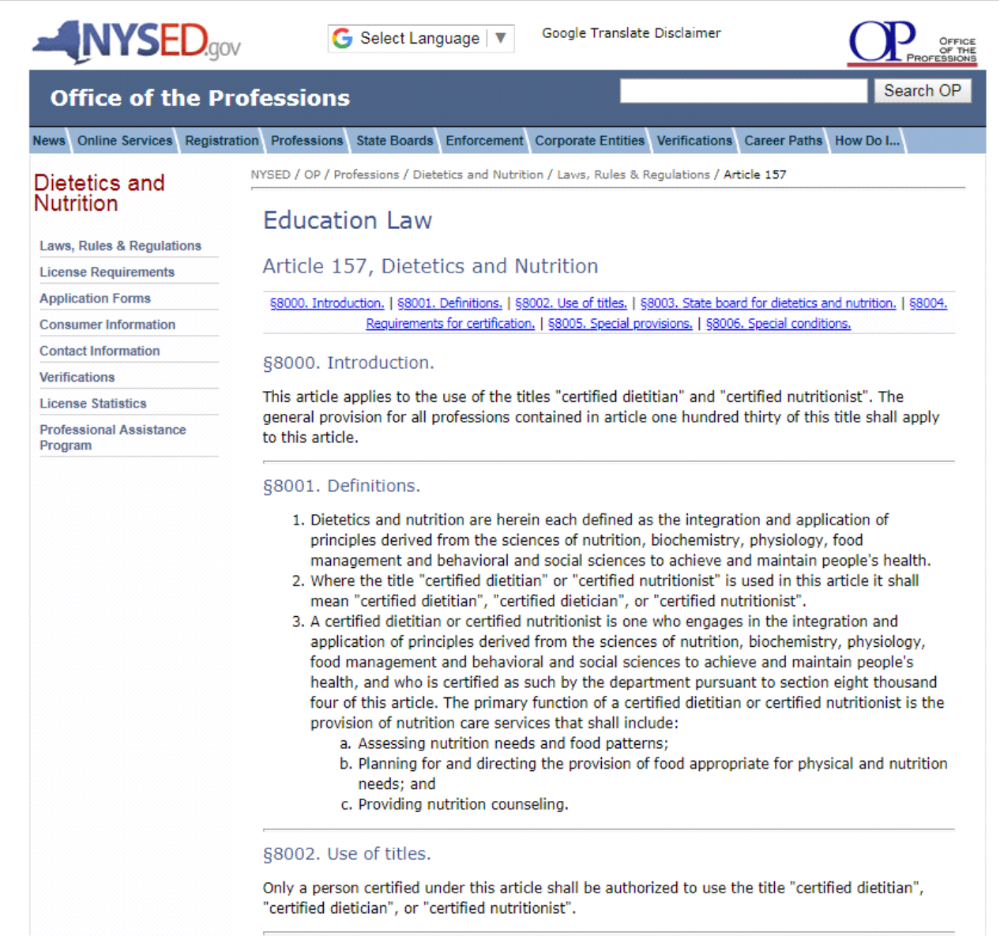 NYSED.gov
Select Language ▼
Google Translate Disclaimer
OP OFFICE
OF THE
PROFESSIONS
Office of the Professions
Search OP
News Online Services Registration Professions State Boards Enforcement Corporate Entities Verifications Career Paths How Do I...
Dietetics and
Nutrition
Laws, Rules & Regulations
License Requirements
Application Forms
Consumer Information
Contact Information
Verifications
License Statistics
Professional Assistance
Program
NYSED / OP / Professions / Dietetics and Nutrition / Laws, Rules & Regulations / Article 157
Education Law
Article 157, Dietetics and Nutrition
§8000. Introduction. | §8001. Definitions. | §8002. Use of titles. | §8003. State board for dietetics and nutrition. | §8004.
Requirements for certification. | §8005. Special provisions. | §8006. Special conditions.
§8000. Introduction.
This article applies to the use of the titles "certified dietitian" and "certified nutritionist". The
general provision for all professions contained in article one hundred thirty of this title shall apply
to this article.
§8001. Definitions.
1. Dietetics and nutrition are herein each defined as the integration and application of
principles derived from the sciences of nutrition, biochemistry, physiology, food
management and behavioral and social sciences to achieve and maintain people's health.
2. Where the title "certified dietitian" or "certified nutritionist" is used in this article it shall
mean "certified dietitian", "certified dietician", or "certified nutritionist".
3. A certified dietitian or certified nutritionist is one who engages in the integration and
application of principles derived from the sciences of nutrition, biochemistry, physiology,
food management and behavioral and social sciences to achieve and maintain people's
health, and who is certified as such by the department pursuant to section eight thousand
four of this article. The primary function of a certified dietitian or certified nutritionist is the
provision of nutrition care services that shall include:
a. Assessing nutrition needs and food patterns;
b. Planning for and directing the provision of food appropriate for physical and nutrition
needs; and
c. Providing nutrition counseling.
§8002. Use of titles.
Only a person certified under this article shall be authorized to use the title "certified dietitian",
"certified dietician", or "certified nutritionist".